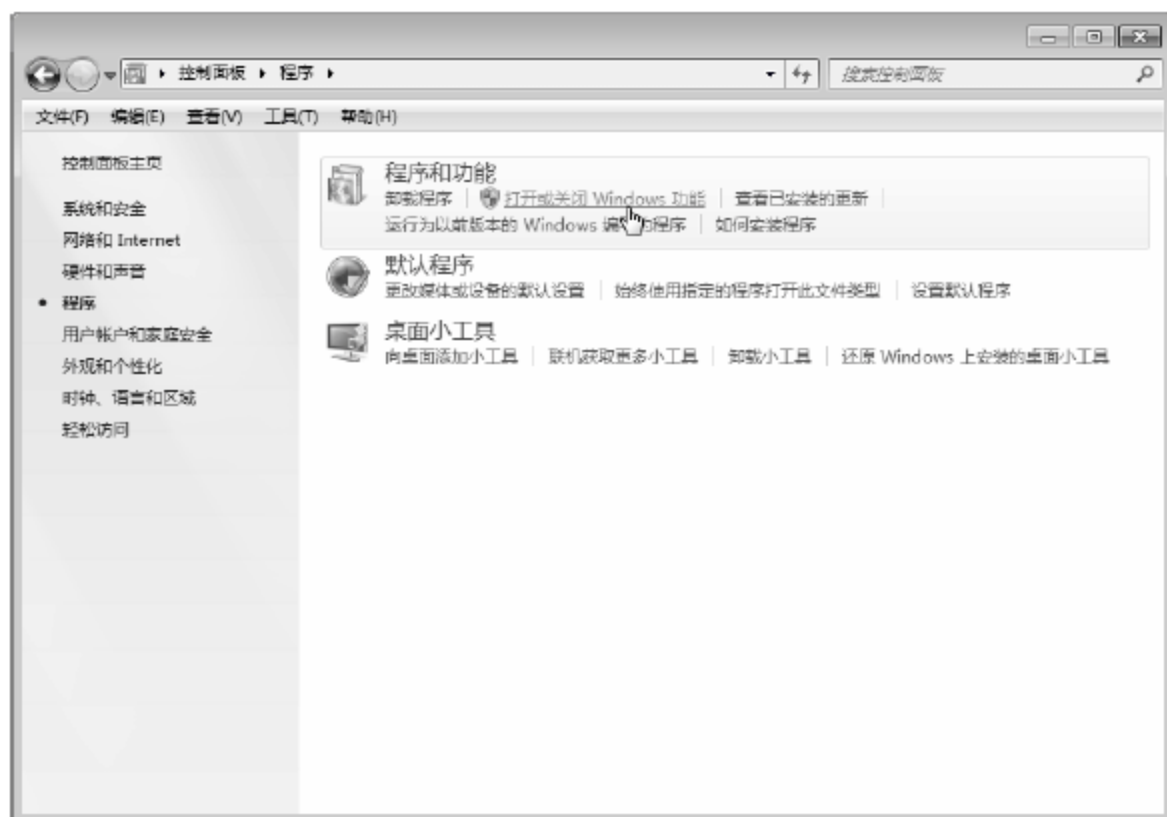 控制面板 ▸ 程序 ▸ 搜索控制面板
文件(F) 编辑(E) 查看(V) 工具(T) 帮助(H)
控制面板主页
系统和安全
网络和 Internet
硬件和声音
• 程序
用户帐户和家庭安全
外观和个性化
时钟、语言和区域
轻松访问
程序和功能
卸载程序 | 打开或关闭 Windows 功能 | 查看已安装的更新 |
运行为以前版本的 Windows 编写的程序 | 如何安装程序
默认程序
更改媒体或设备的默认设置 | 始终使用指定的程序打开此文件类型 | 设置默认程序
桌面小工具
向桌面添加小工具 | 联机获取更多小工具 | 卸载小工具 | 还原 Windows 上安装的桌面小工具